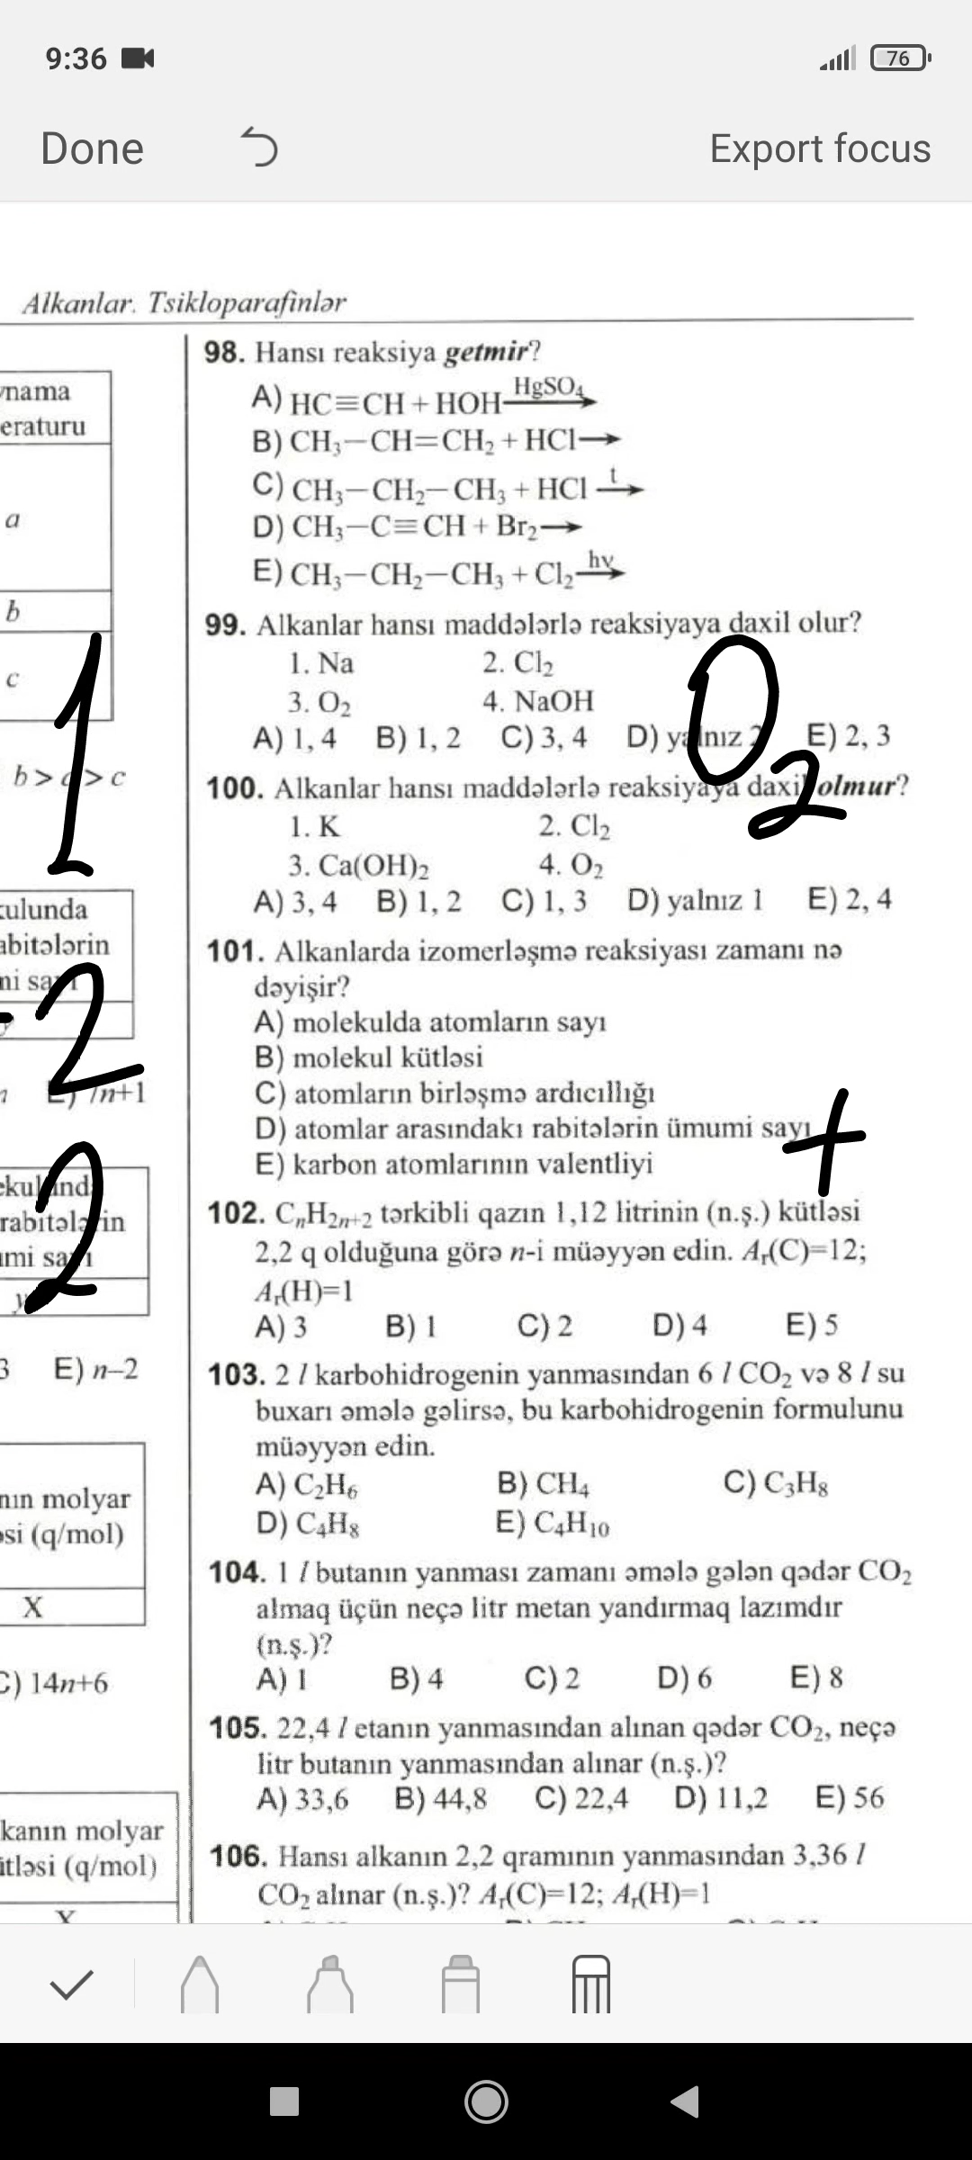 9:36
76
Done
Export focus
Alkanlar. Tsikloparafinlər
nama
eraturu
a
b
c
b > > c
ulunda
abitələrin
n+1
rabitələrin
3 E) n–2
nın molyar
si (q/mol)
X
C) 14n+6
kanın molyar
itləsi (q/mol)
1
2
2
98. Hansı reaksiya getmir?
A) HC≡CH + HOH HgSO₄→
B) CH₃–CH=CH₂ + HCl→
C) CH₃–CH₂–CH₃ + HCl t→
D) CH₃–C≡CH + Br₂→
E) CH₃–CH₂–CH₃ + Cl₂ hv→
99. Alkanlar hansı maddələrlə reaksiyaya daxil olur?
1. Na 2. Cl₂
3. O₂ 4. NaOH
A) 1, 4 B) 1, 2 C) 3, 4 D) yalnız 2 E) 2, 3
0
2
100. Alkanlar hansı maddələrlə reaksiyaya daxil olmur?
1. K 2. Cl₂
3. Ca(OH)₂ 4. O₂
A) 3, 4 B) 1, 2 C) 1, 3 D) yalnız 1 E) 2, 4
101. Alkanlarda izomerləşmə reaksiyası zamanı nə
dəyişir?
A) molekulda atomların sayı
B) molekul kütləsi
C) atomların birləşmə ardıcıllığı
D) atomlar arasındakı rabitələrin ümumi sayı
E) karbon atomlarının valentliyi
+
102. CₙH₂ₙ₊₂ tərkibli qazın 1,12 litrinin (n.ş.) kütləsi
2,2 q olduğuna görə n-i müəyyən edin. Aᵣ(C)=12;
Aᵣ(H)=1
A) 3 B) 1 C) 2 D) 4 E) 5
103. 2 l karbohidrogenin yanmasından 6 l CO₂ və 8 l su
buxarı əmələ gəlirsə, bu karbohidrogenin formulunu
müəyyən edin.
A) C₂H₆ B) CH₄ C) C₃H₈
D) C₄H₈ E) C₄H₁₀
104. 1 l butanın yanması zamanı əmələ gələn qədər CO₂
almaq üçün neçə litr metan yandırmaq lazımdır
(n.ş.)?
A) 1 B) 4 C) 2 D) 6 E) 8
105. 22,4 l etanın yanmasından alınan qədər CO₂, neçə
litr butanın yanmasından alınar (n.ş.)?
A) 33,6 B) 44,8 C) 22,4 D) 11,2 E) 56
106. Hansı alkanın 2,2 qramının yanmasından 3,36 l
CO₂ alınar (n.ş.)? Aᵣ(C)=12; Aᵣ(H)=1